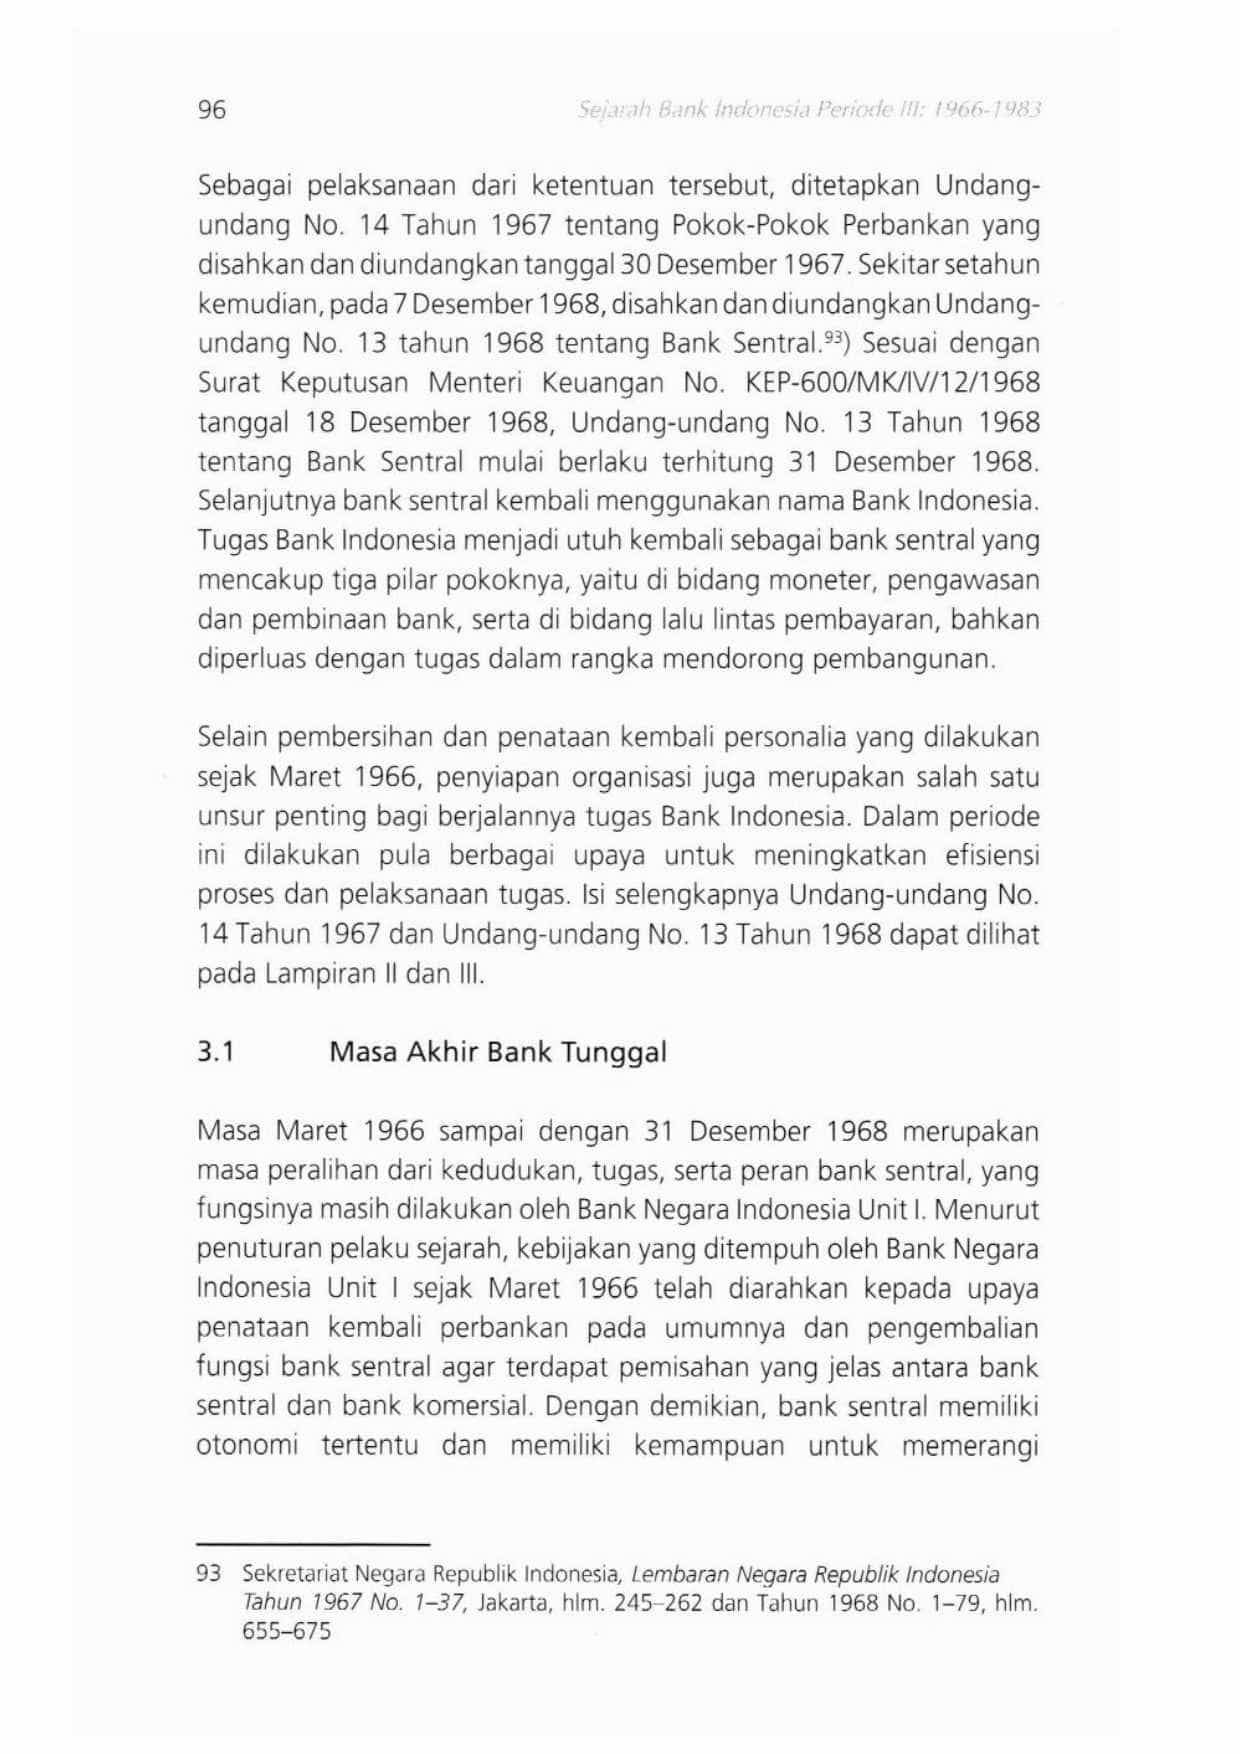 96
Sejarah Bank Indonesia Periode III: 1966-1983
Sebagai pelaksanaan dari ketentuan tersebut, ditetapkan Undang-
undang No. 14 Tahun 1967 tentang Pokok-Pokok Perbankan yang
disahkan dan diundangkan tanggal 30 Desember 1967. Sekitar setahun
kemudian, pada 7 Desember 1968, disahkan dan diundangkan Undang-
undang No. 13 tahun 1968 tentang Bank Sentral.⁹³) Sesuai dengan
Surat Keputusan Menteri Keuangan No. KEP-600/MK/IV/12/1968
tanggal 18 Desember 1968, Undang-undang No. 13 Tahun 1968
tentang Bank Sentral mulai berlaku terhitung 31 Desember 1968.
Selanjutnya bank sentral kembali menggunakan nama Bank Indonesia.
Tugas Bank Indonesia menjadi utuh kembali sebagai bank sentral yang
mencakup tiga pilar pokoknya, yaitu di bidang moneter, pengawasan
dan pembinaan bank, serta di bidang lalu lintas pembayaran, bahkan
diperluas dengan tugas dalam rangka mendorong pembangunan.
Selain pembersihan dan penataan kembali personalia yang dilakukan
sejak Maret 1966, penyiapan organisasi juga merupakan salah satu
unsur penting bagi berjalannya tugas Bank Indonesia. Dalam periode
ini dilakukan pula berbagai upaya untuk meningkatkan efisiensi
proses dan pelaksanaan tugas. Isi selengkapnya Undang-undang No.
14 Tahun 1967 dan Undang-undang No. 13 Tahun 1968 dapat dilihat
pada Lampiran II dan III.
3.1 Masa Akhir Bank Tunggal
Masa Maret 1966 sampai dengan 31 Desember 1968 merupakan
masa peralihan dari kedudukan, tugas, serta peran bank sentral, yang
fungsinya masih dilakukan oleh Bank Negara Indonesia Unit I. Menurut
penuturan pelaku sejarah, kebijakan yang ditempuh oleh Bank Negara
Indonesia Unit I sejak Maret 1966 telah diarahkan kepada upaya
penataan kembali perbankan pada umumnya dan pengembalian
fungsi bank sentral agar terdapat pemisahan yang jelas antara bank
sentral dan bank komersial. Dengan demikian, bank sentral memiliki
otonomi tertentu dan memiliki kemampuan untuk memerangi
93 Sekretariat Negara Republik Indonesia, Lembaran Negara Republik Indonesia
Tahun 1967 No. 1–37, Jakarta, hlm. 245–262 dan Tahun 1968 No. 1–79, hlm.
655–675